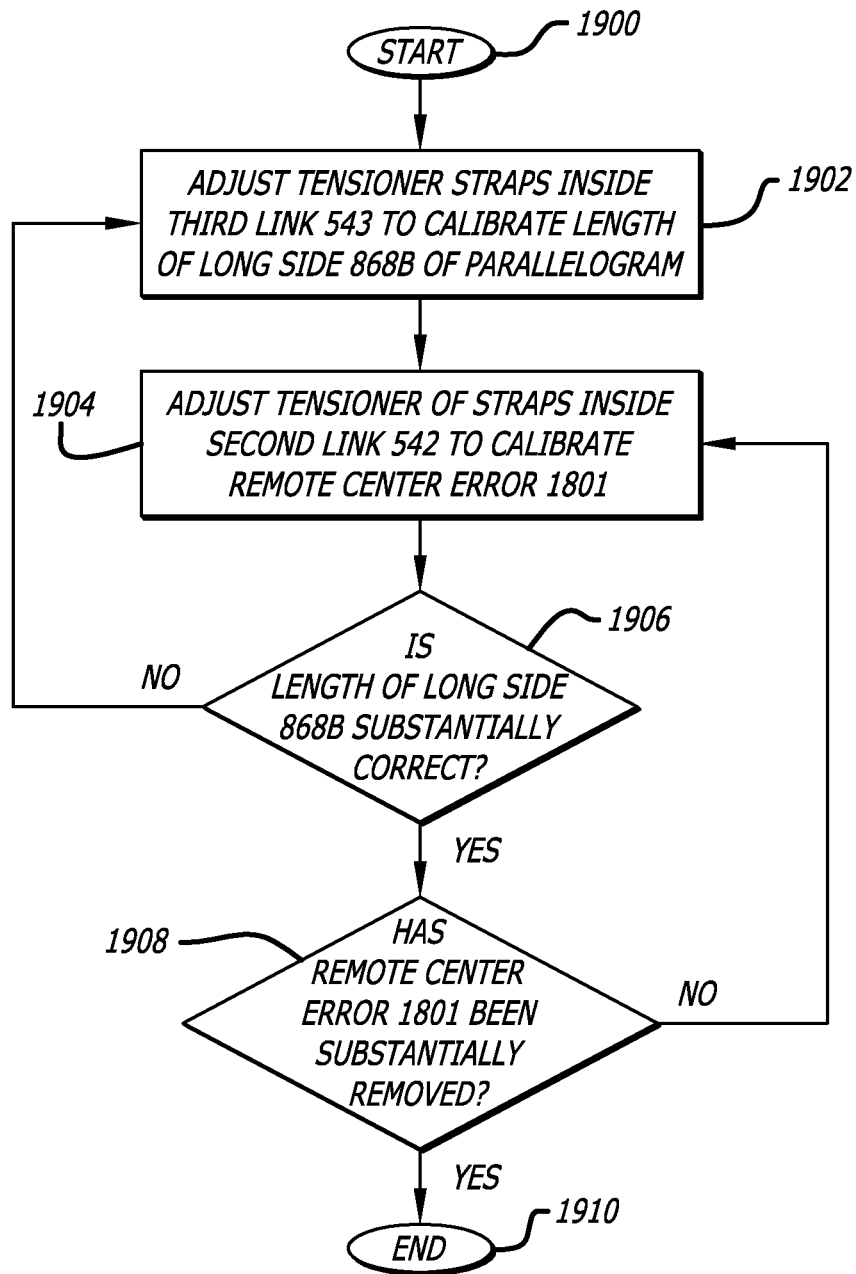 START
1900
ADJUST TENSIONER STRAPS INSIDE
THIRD LINK 543 TO CALIBRATE LENGTH
OF LONG SIDE 868B OF PARALLELOGRAM
1902
1904
ADJUST TENSIONER OF STRAPS INSIDE
SECOND LINK 542 TO CALIBRATE
REMOTE CENTER ERROR 1801
1906
IS
LENGTH OF LONG SIDE
868B SUBSTANTIALLY
CORRECT?
NO
YES
1908
HAS
REMOTE CENTER
ERROR 1801 BEEN
SUBSTANTIALLY
REMOVED?
NO
YES
END
1910